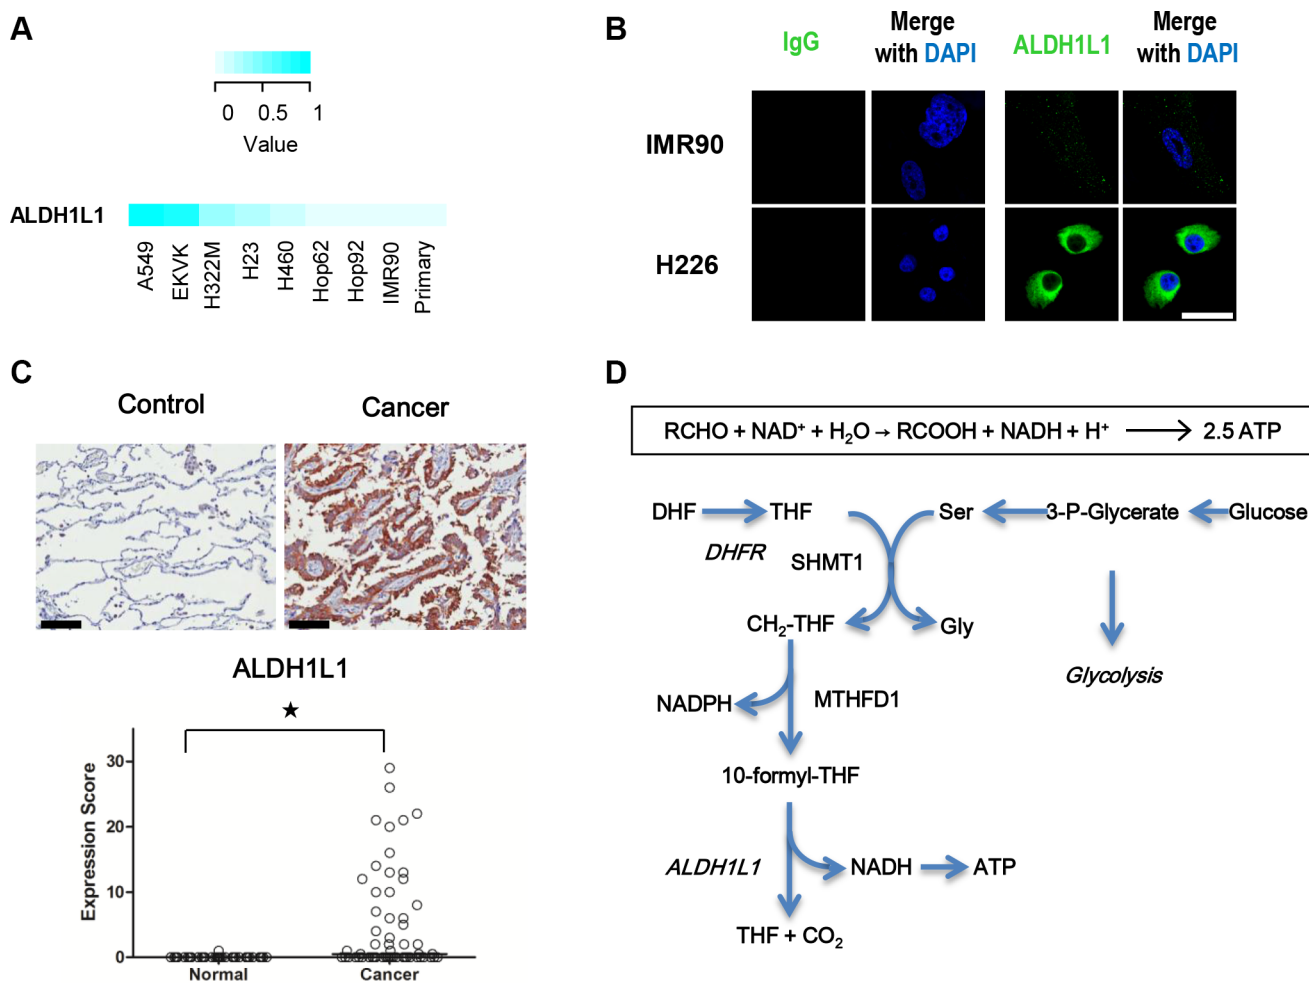 A
0 0.5 1
Value
ALDH1L1
A549
EKVK
H322M
H23
H460
Hop62
Hop92
IMR90
Primary
B
IgG
Merge
with DAPI
ALDH1L1
Merge
with DAPI
IMR90
H226
C
Control
Cancer
ALDH1L1
★
Expression Score
30
20
10
0
Normal
Cancer
D
RCHO + NAD⁺ + H₂O → RCOOH + NADH + H⁺ → 2.5 ATP
DHF
THF
Ser
3-P-Glycerate
Glucose
DHFR
SHMT1
CH₂-THF
Gly
Glycolysis
NADPH
MTHFD1
10-formyl-THF
ALDH1L1
NADH
ATP
THF + CO₂